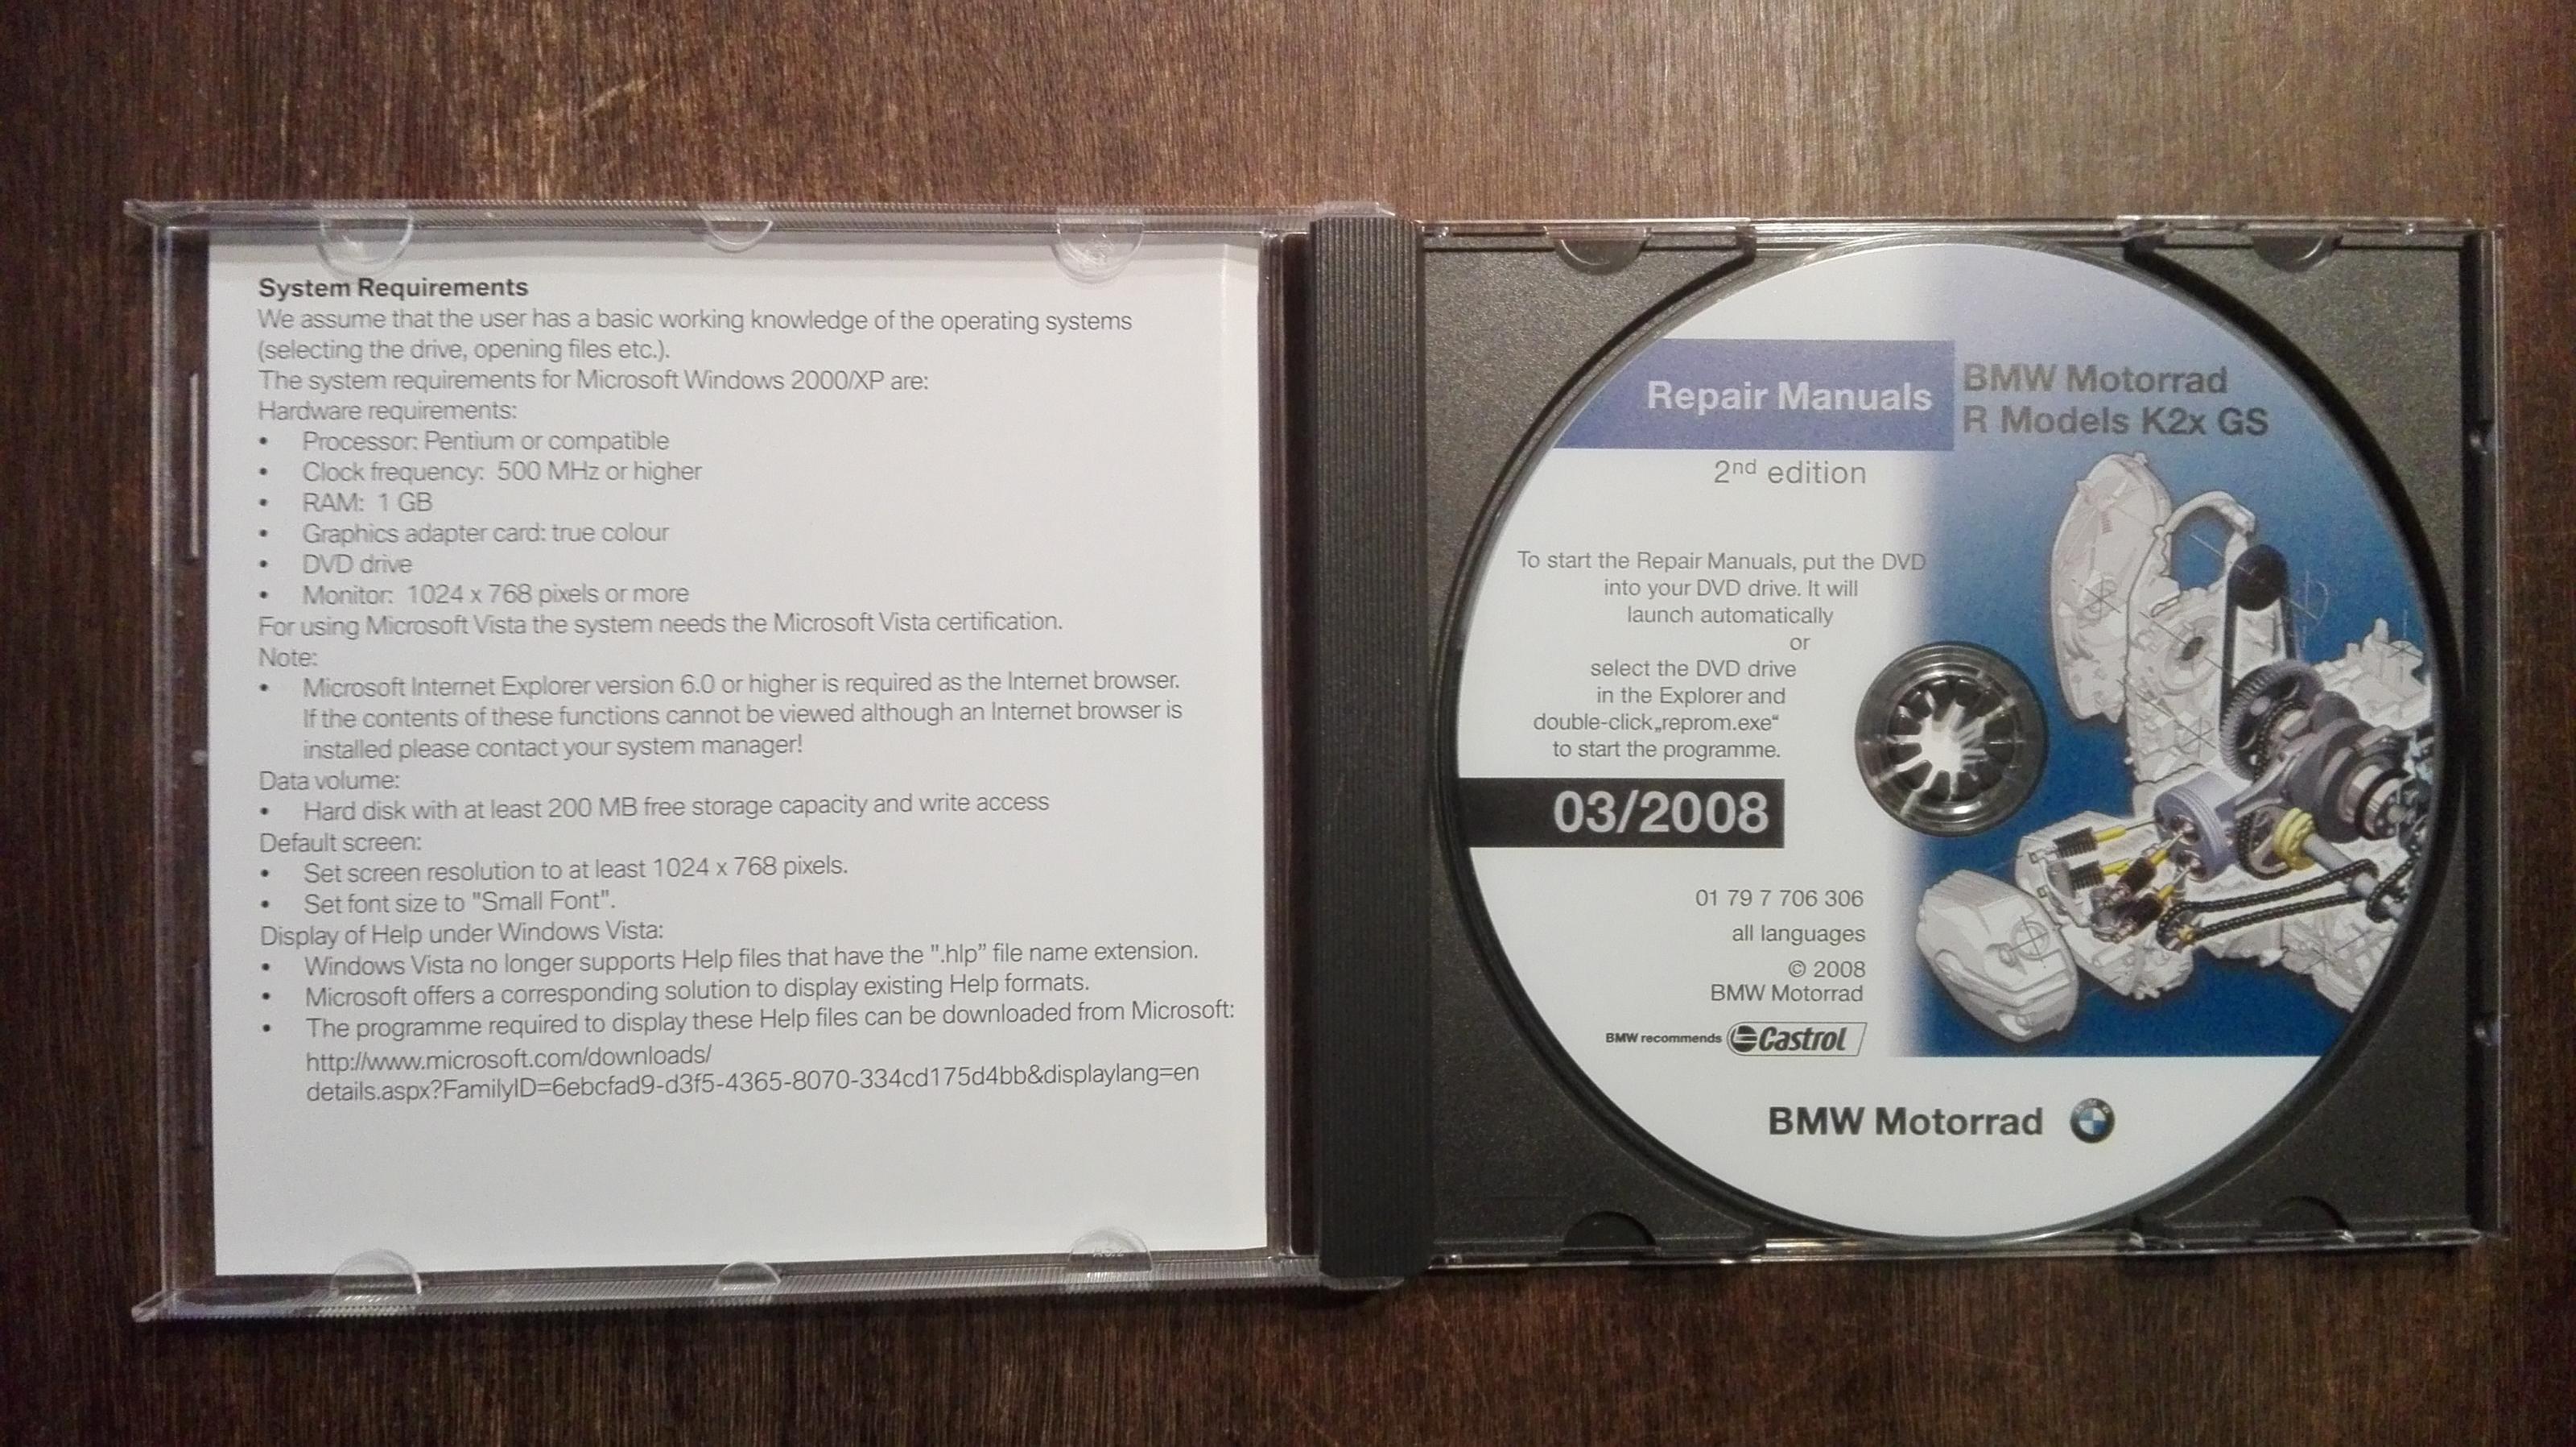 System Requirements
We assume that the user has a basic working knowledge of the operating systems
(selecting the drive, opening files etc.).
The system requirements for Microsoft Windows 2000/XP are:
Hardware requirements:
• Processor: Pentium or compatible
• Clock frequency: 500 MHz or higher
• RAM: 1 GB
• Graphics adapter card: true colour
• DVD drive
• Monitor: 1024 x 768 pixels or more
For using Microsoft Vista the system needs the Microsoft Vista certification.
Note:
• Microsoft Internet Explorer version 6.0 or higher is required as the Internet browser.
If the contents of these functions cannot be viewed although an Internet browser is
installed please contact your system manager!
Data volume:
• Hard disk with at least 200 MB free storage capacity and write access
Default screen:
• Set screen resolution to at least 1024 x 768 pixels.
• Set font size to "Small Font".
Display of Help under Windows Vista:
• Windows Vista no longer supports Help files that have the ".hlp" file name extension.
• Microsoft offers a corresponding solution to display existing Help formats.
• The programme required to display these Help files can be downloaded from Microsoft:
http://www.microsoft.com/downloads/
details.aspx?FamilyID=6ebcfad9-d3f5-4365-8070-334cd175d4bb&displaylang=en
Repair Manuals
BMW Motorrad
R Models K2x GS
2nd edition
To start the Repair Manuals, put the DVD
into your DVD drive. It will
launch automatically
or
select the DVD drive
in the Explorer and
double-click„reprom.exe“
to start the programme.
03/2008
01 79 7 706 306
all languages
© 2008
BMW Motorrad
BMW recommends Castrol
BMW Motorrad